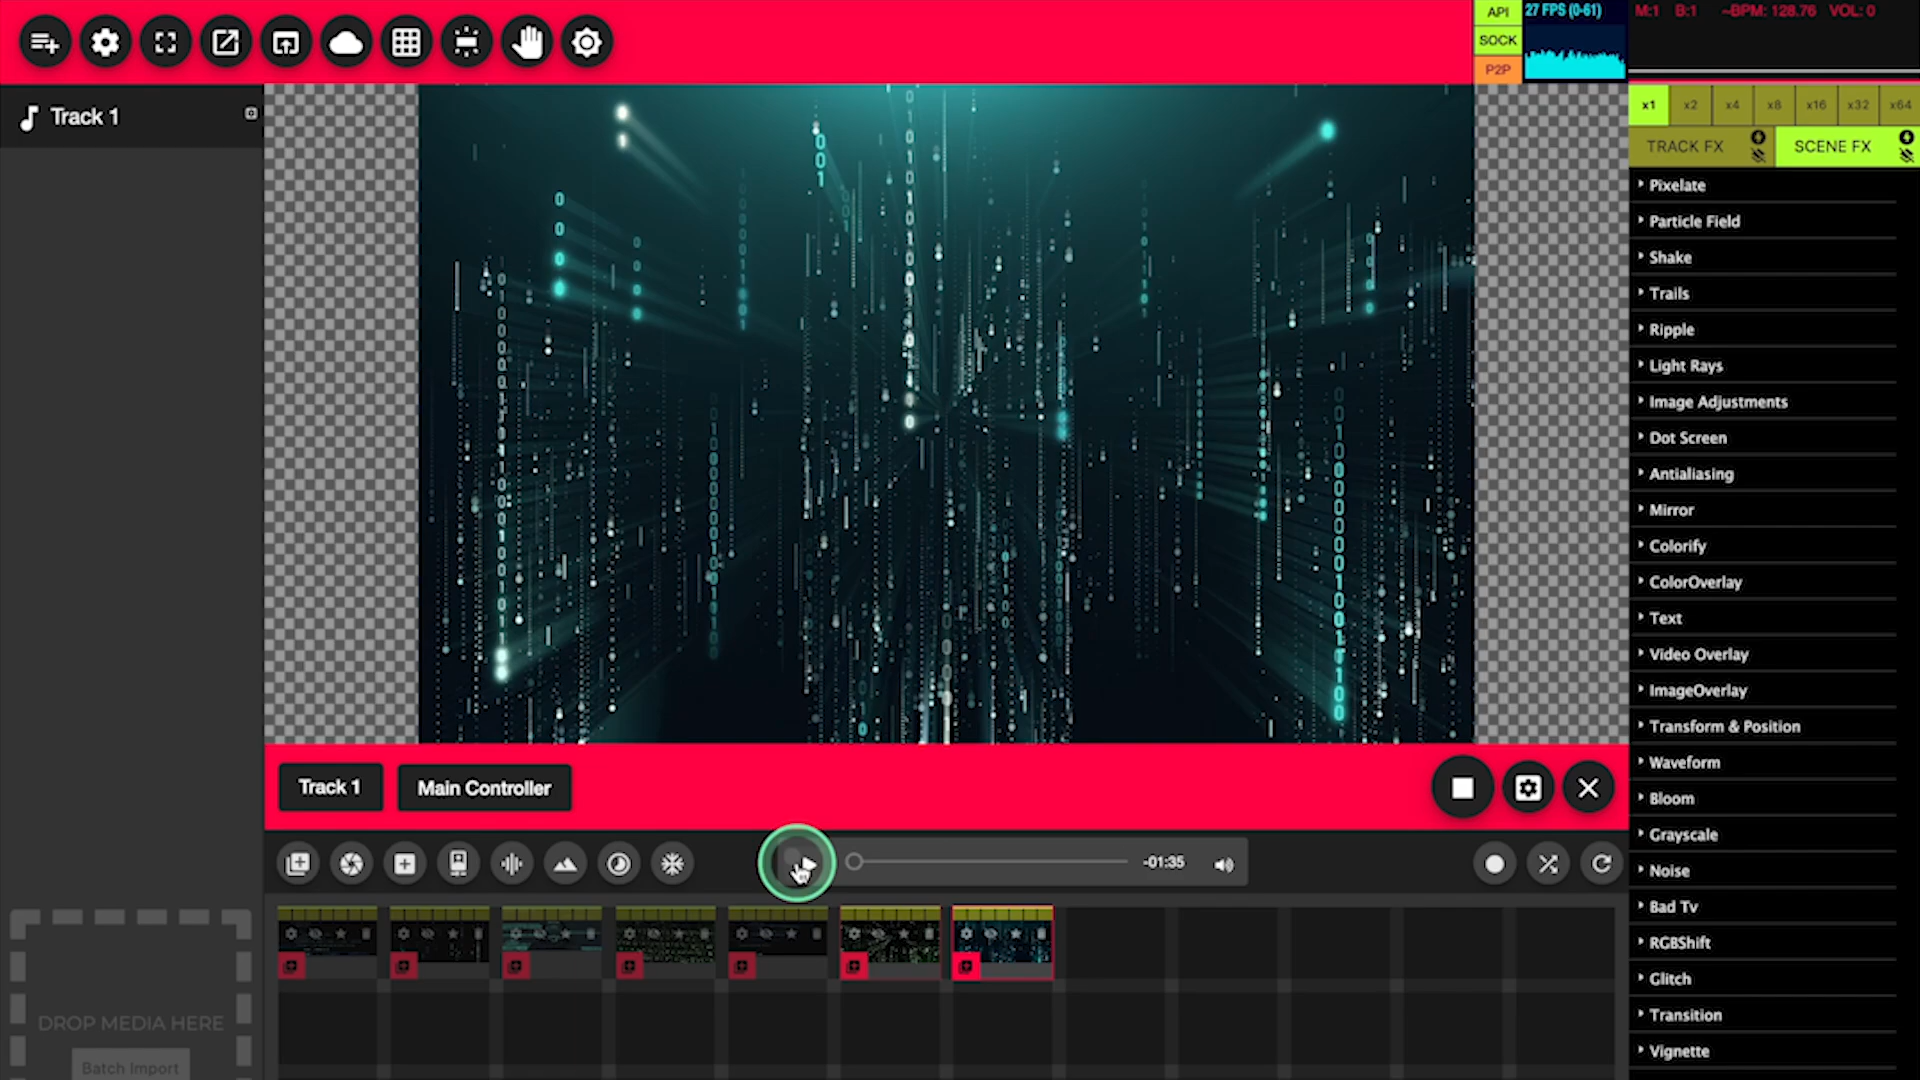 API
27 FPS (0-61)
M:1 B:1 ~BPM: 128.76 VOL: 0
SOCK
P2P
Track 1
x1 x2 x4 x8 x16 x32 x64
TRACK FX
SCENE FX
Pixelate
Particle Field
Shake
Trails
Ripple
Light Rays
Image Adjustments
Dot Screen
Antialiasing
Mirror
Colorify
ColorOverlay
Text
Video Overlay
ImageOverlay
Transform & Position
Waveform
Bloom
Grayscale
Noise
Bad Tv
RGBShift
Glitch
Transition
Vignette
Track 1
Main Controller
-01:35
DROP MEDIA HERE
Batch Import